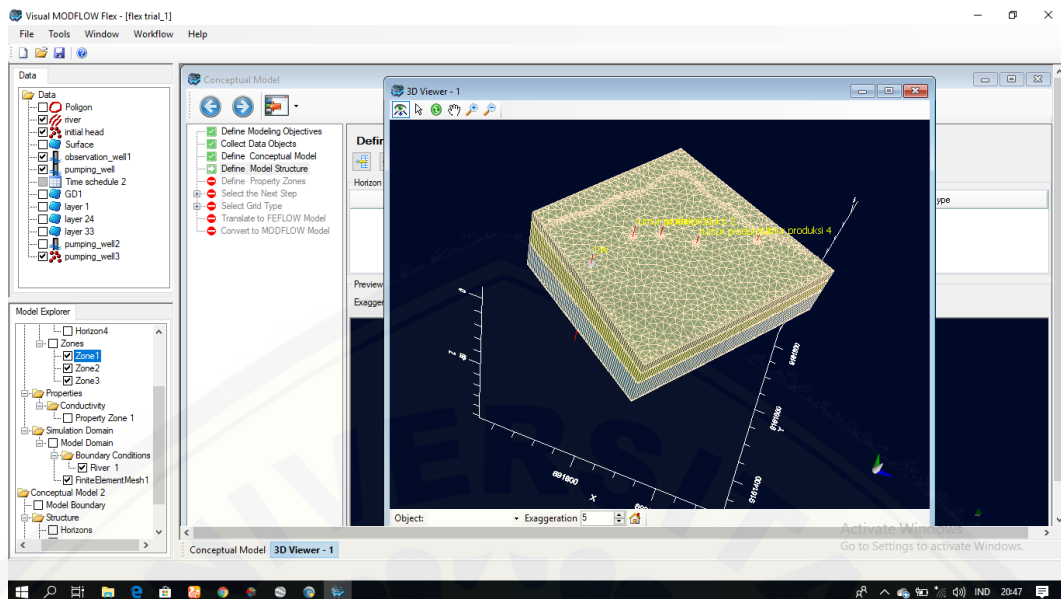 Visual MODFLOW Flex - [flex trial_1]
File Tools Window Workflow Help
Data
Data
Poligon
river
initial head
Surface
observation_well1
pumping_well
Time schedule 2
GD1
layer 1
layer 24
layer 33
pumping_well2
pumping_well3
Model Explorer
Horizon4
Zones
Zone1
Zone2
Zone3
Properties
Conductivity
Property Zone 1
Simulation Domain
Model Domain
Boundary Conditions
River 1
FiniteElementMesh1
Conceptual Model 2
Model Boundary
Structure
Horizons
Conceptual Model
Define Modeling Objectives
Collect Data Objects
Define Conceptual Model
Define Model Structure
Define Property Zones
Select the Next Step
Select Grid Type
Translate to FEFLOW Model
Convert to MODFLOW Model
Defin
Horizon
ype
Preview
Exagger
3D Viewer - 1
produksi 4
Z
691800
X
Y
9161400
Object: Exaggeration 5
Conceptual Model 3D Viewer - 1
Activate Windows
Go to Settings to activate Windows.
IND 20:47